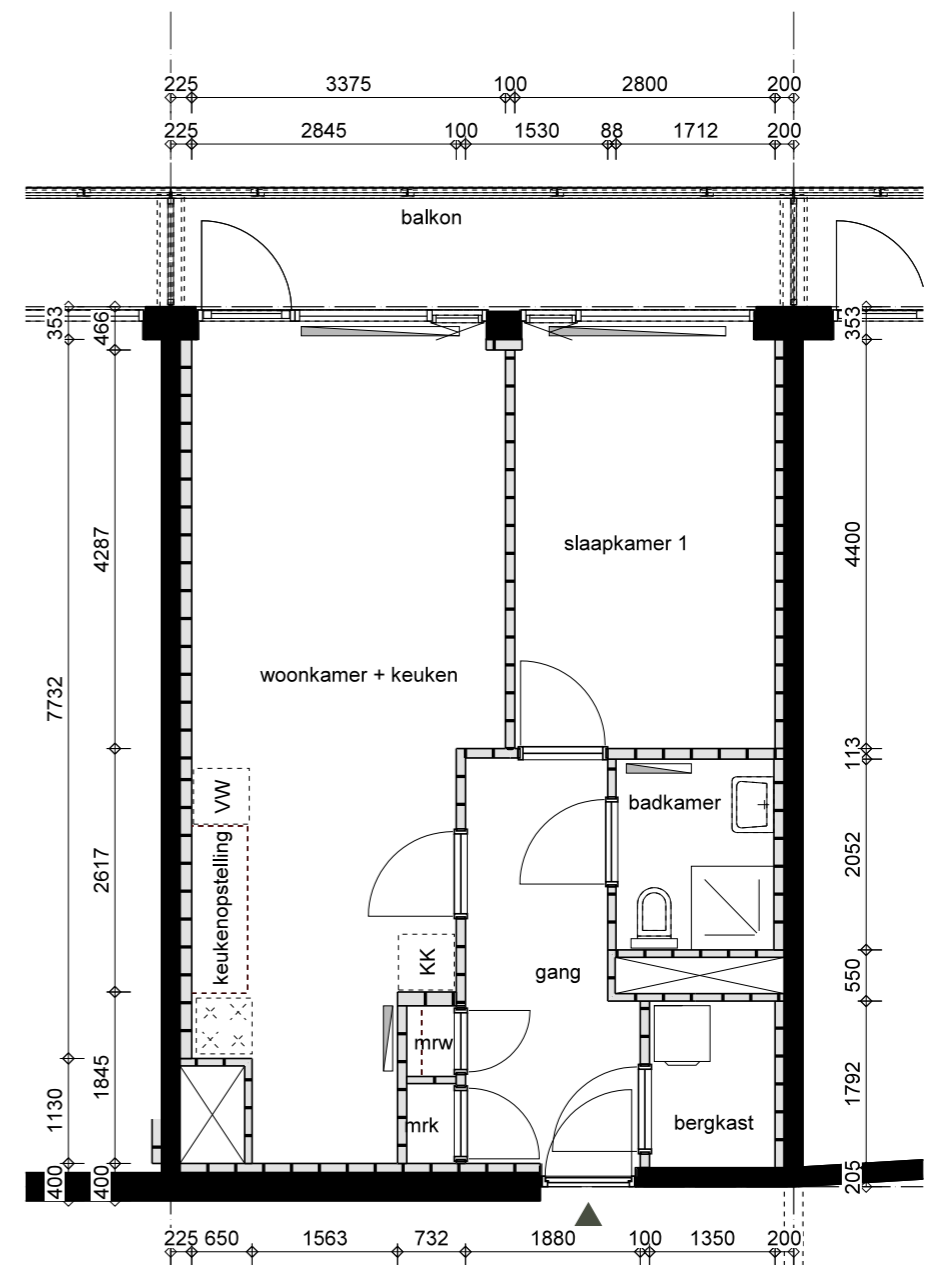 225 3375 100 2800 200
225 2845 100 1530 88 1712 200
balkon
353 466 353
4287
4400
slaapkamer 1
woonkamer + keuken
7732
113
VW
badkamer
keukenopstelling
2617
2052
KK
gang
550
mrw
1845
1130
1792
mrk
bergkast
400 400 205
225 650 1563 732 1880 100 1350 200